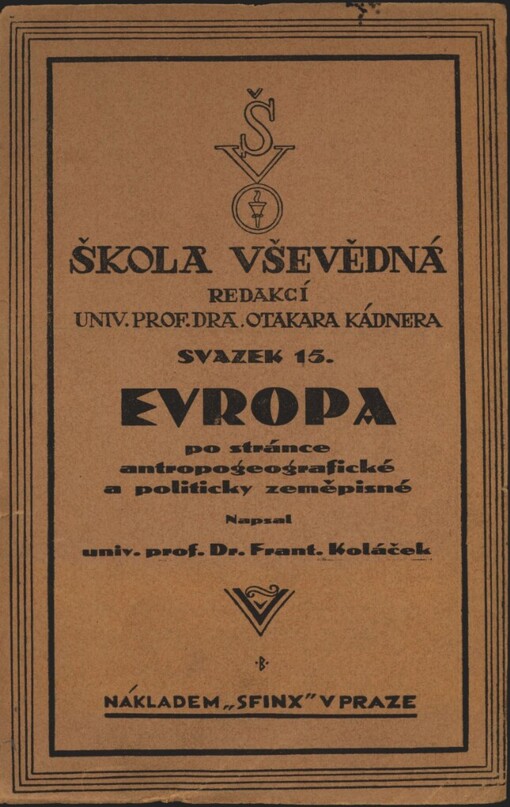 Š
V
ŠKOLA VŠEVĚDNÁ
REDAKCÍ
UNIV. PROF. DRA. OTAKARA KÁDNERA
SVAZEK 15.
EVROPA
po stránce
antropogeografické
a politicky zeměpisné
Napsal
univ. prof. Dr. Frant. Koláček
·B·
NÁKLADEM „SFINX" V PRAZE